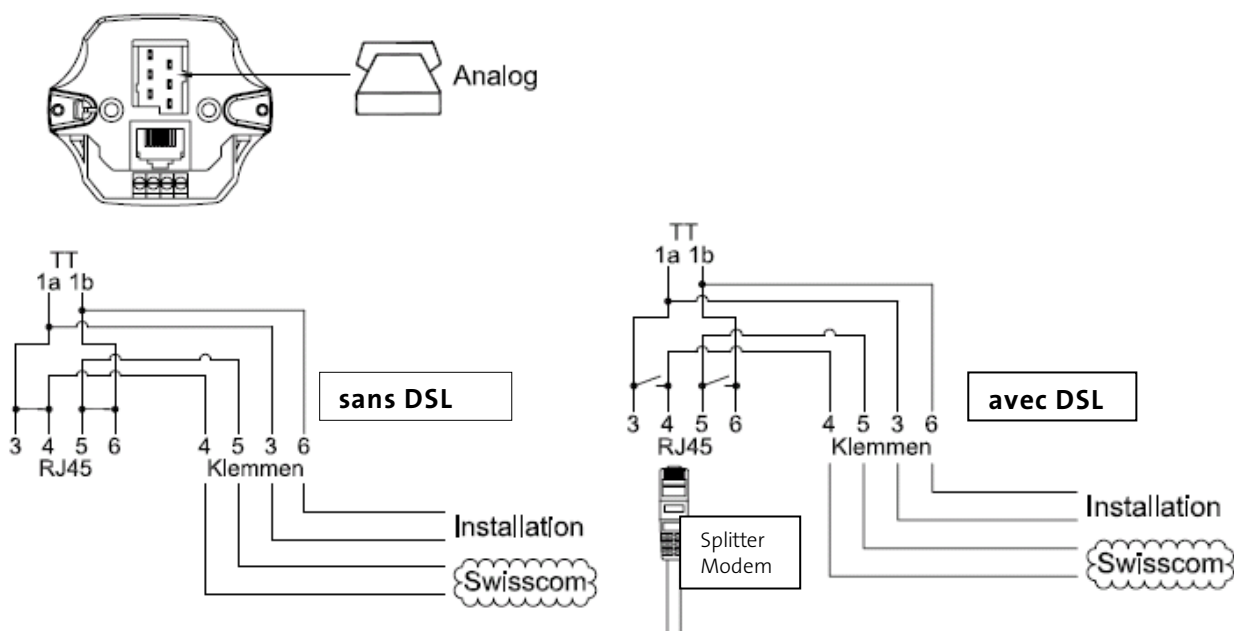 Analog
TT
1a 1b
sans DSL
3 4 5 6
RJ45
4 5 3 6
Klemmen
Installation
Swisscom
TT
1a 1b
avec DSL
3 4 5 6
RJ45
4 5 3 6
Klemmen
Splitter
Modem
Installation
Swisscom